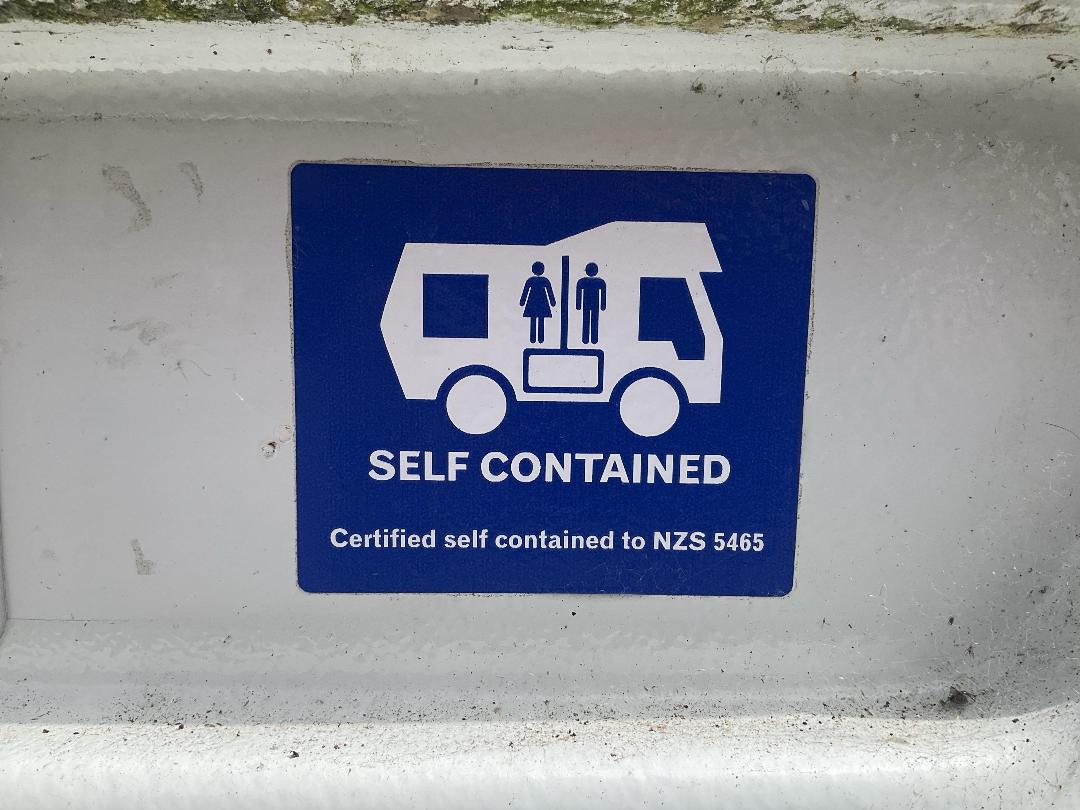 SELF CONTAINED
Certified self contained to NZS 5465